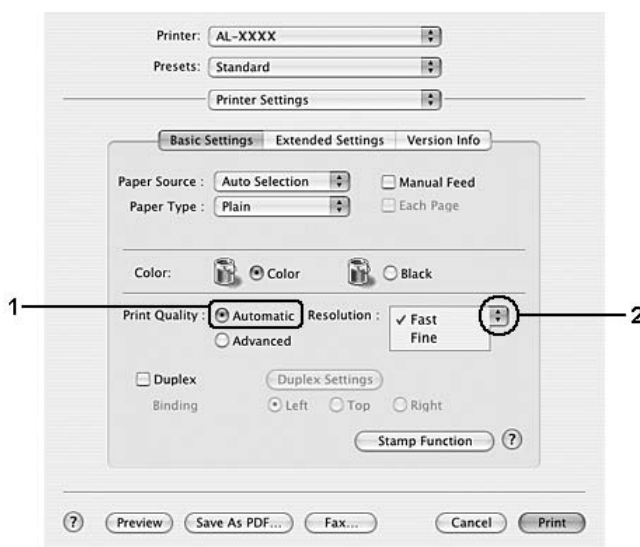 Printer: AL-XXXX
Presets: Standard
Printer Settings
Basic Settings Extended Settings Version Info
Paper Source : Auto Selection Manual Feed
Paper Type : Plain Each Page
Color: Color Black
1 Print Quality : Automatic Resolution : ✓ Fast 2
Advanced Fine
Duplex Duplex Settings
Binding Left Top Right
Stamp Function ?
? Preview Save As PDF... Fax... Cancel Print